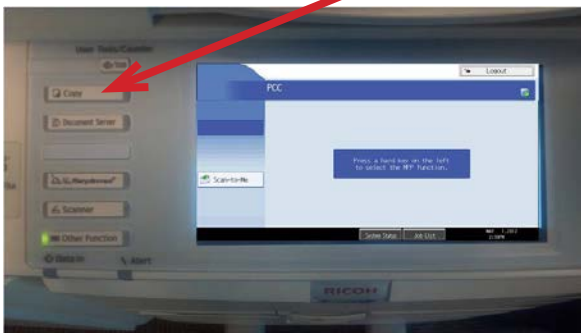 User Tools/Counter
Copy
Document Server
Scanner
Other Function
Data In
Alert
Logout
PCC
Press a hard key on the left
to select the MFP function.
Scan-to-Me
System Status
Job List
RICOH